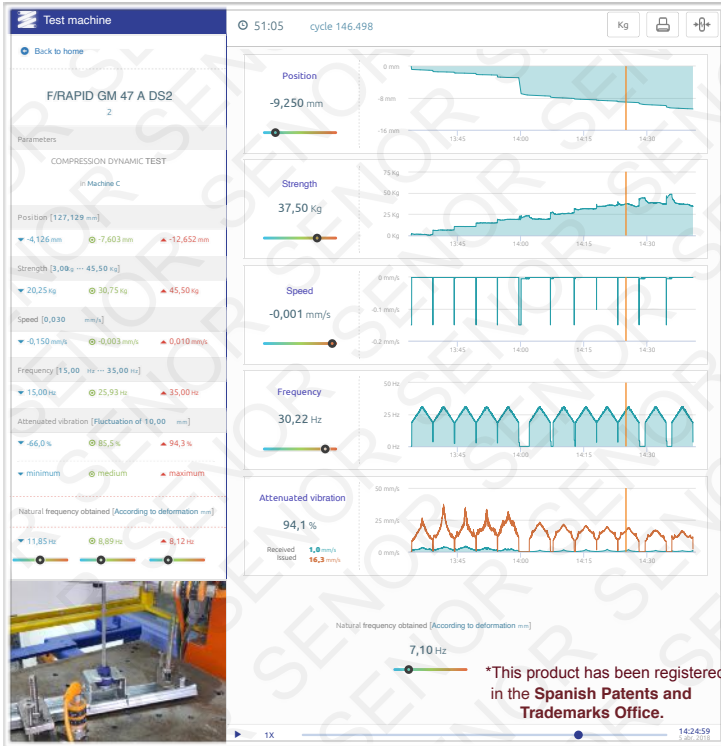 Test machine
Back to home
F/RAPID GM 47 A DS2
2
Parameters
COMPRESSION DYNAMIC TEST
in Machine C
Position [127,129 mm]
-4,126 mm -7,603 mm -12,652 mm
Strength [3,00Kg --- 45,50 Kg]
20,25 Kg 30,75 Kg 45,50 Kg
Speed [0,030 mm/s]
-0,150 mm/s -0,003 mm/s 0,010 mm/s
Frequency [15,00 Hz --- 35,00 Hz]
15,00 Hz 25,93 Hz 35,00 Hz
Attenuated vibration [Fluctuation of 10,00 mm]
-66,0 % 85,5 % 94,3 %
minimum medium maximum
Natural frequency obtained [According to deformation mm]
11,85 Hz 8,89 Hz 8,12 Hz
51:05 cycle 146.498
Kg
Position
-9,250 mm
0 mm
-8 mm
-16 mm
13:45 14:00 14:15 14:30
Strength
37,50 Kg
75 Kg
50 Kg
25 Kg
0 Kg
13:45 14:00 14:15 14:30
Speed
-0,001 mm/s
0 mm/s
-0.1 mm/s
-0.2 mm/s
13:45 14:00 14:15 14:30
Frequency
30,22 Hz
50 Hz
25 Hz
0 Hz
13:45 14:00 14:15 14:30
Attenuated vibration
94,1 %
Received 1,0 mm/s
Issued 16,3 mm/s
50 mm/s
25 mm/s
0 mm/s
13:45 14:00 14:15 14:30
Natural frequency obtained [According to deformation mm]
7,10 Hz
*This product has been registered
in the Spanish Patents and
Trademarks Office.
1X
14:24:59
5 abr. 2018
SENOR